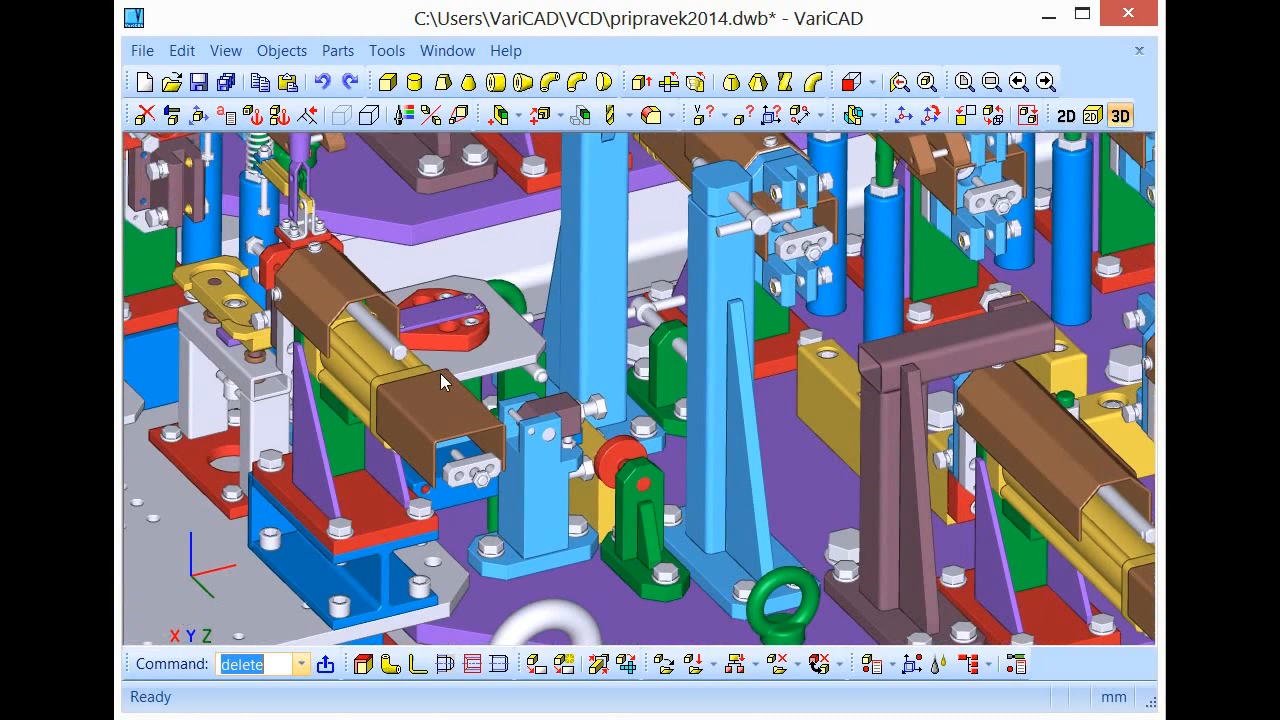 C:\Users\VariCAD\VCD\pripravek2014.dwb* - VariCAD
File Edit View Objects Parts Tools Window Help
2D 2D 3D
X Y Z
Command: delete
Ready
mm